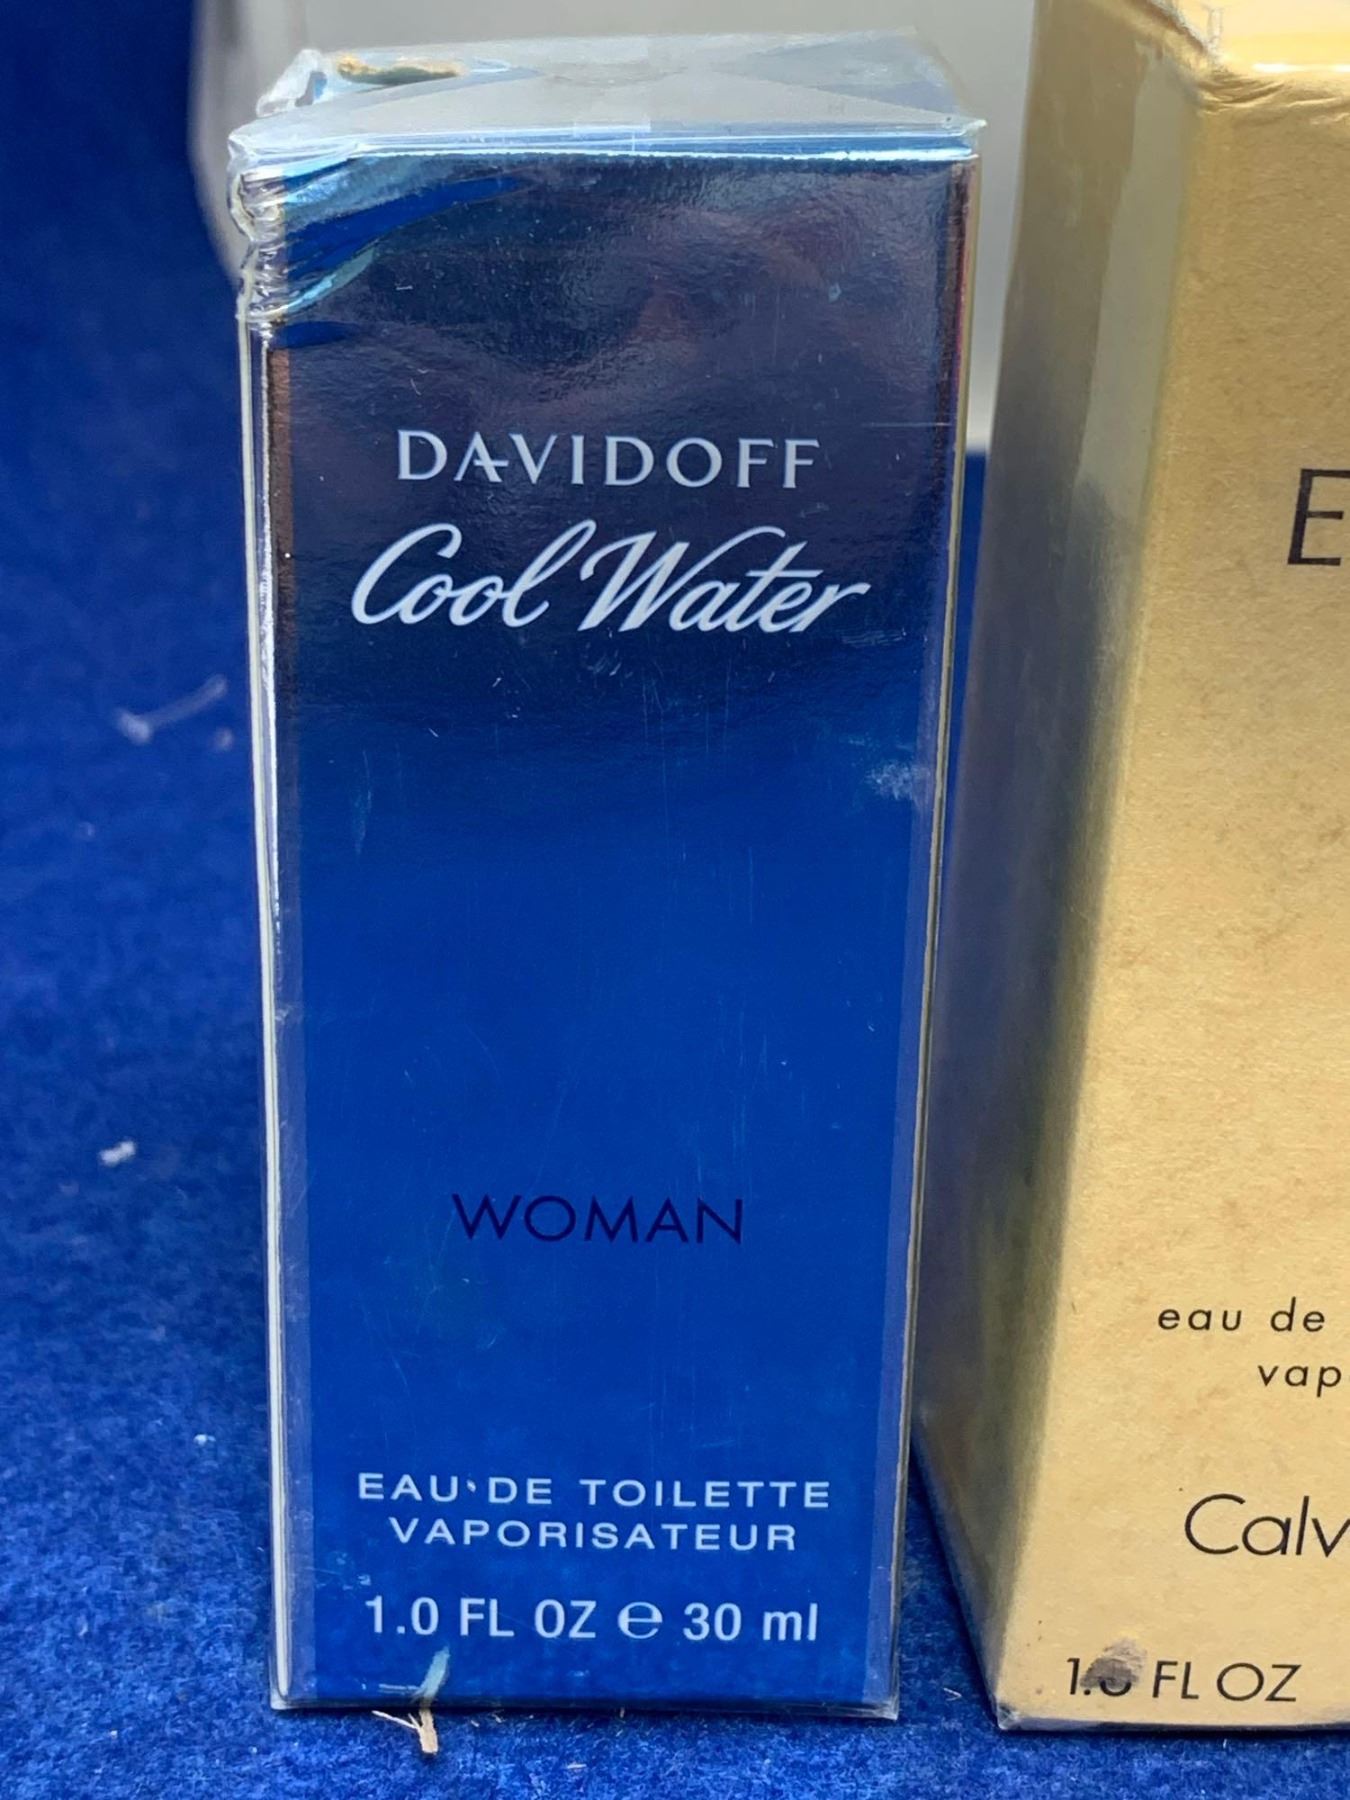 DAVIDOFF
Cool Water
WOMAN
EAU DE TOILETTE
VAPORISATEUR
1.0 FL OZ e 30 ml
E
eau de
vap
Calv
FL OZ